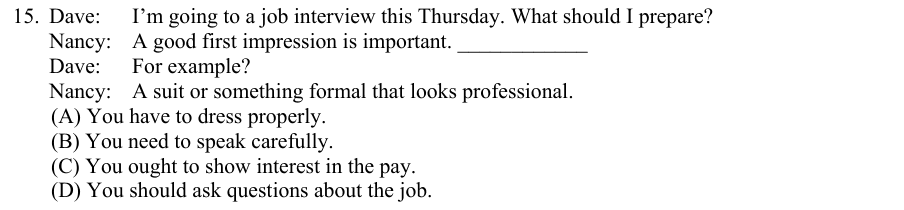 15. Dave: I'm going to a job interview this Thursday. What should I prepare?
Nancy: A good first impression is important. ____________
Dave: For example?
Nancy: A suit or something formal that looks professional.
(A) You have to dress properly.
(B) You need to speak carefully.
(C) You ought to show interest in the pay.
(D) You should ask questions about the job.